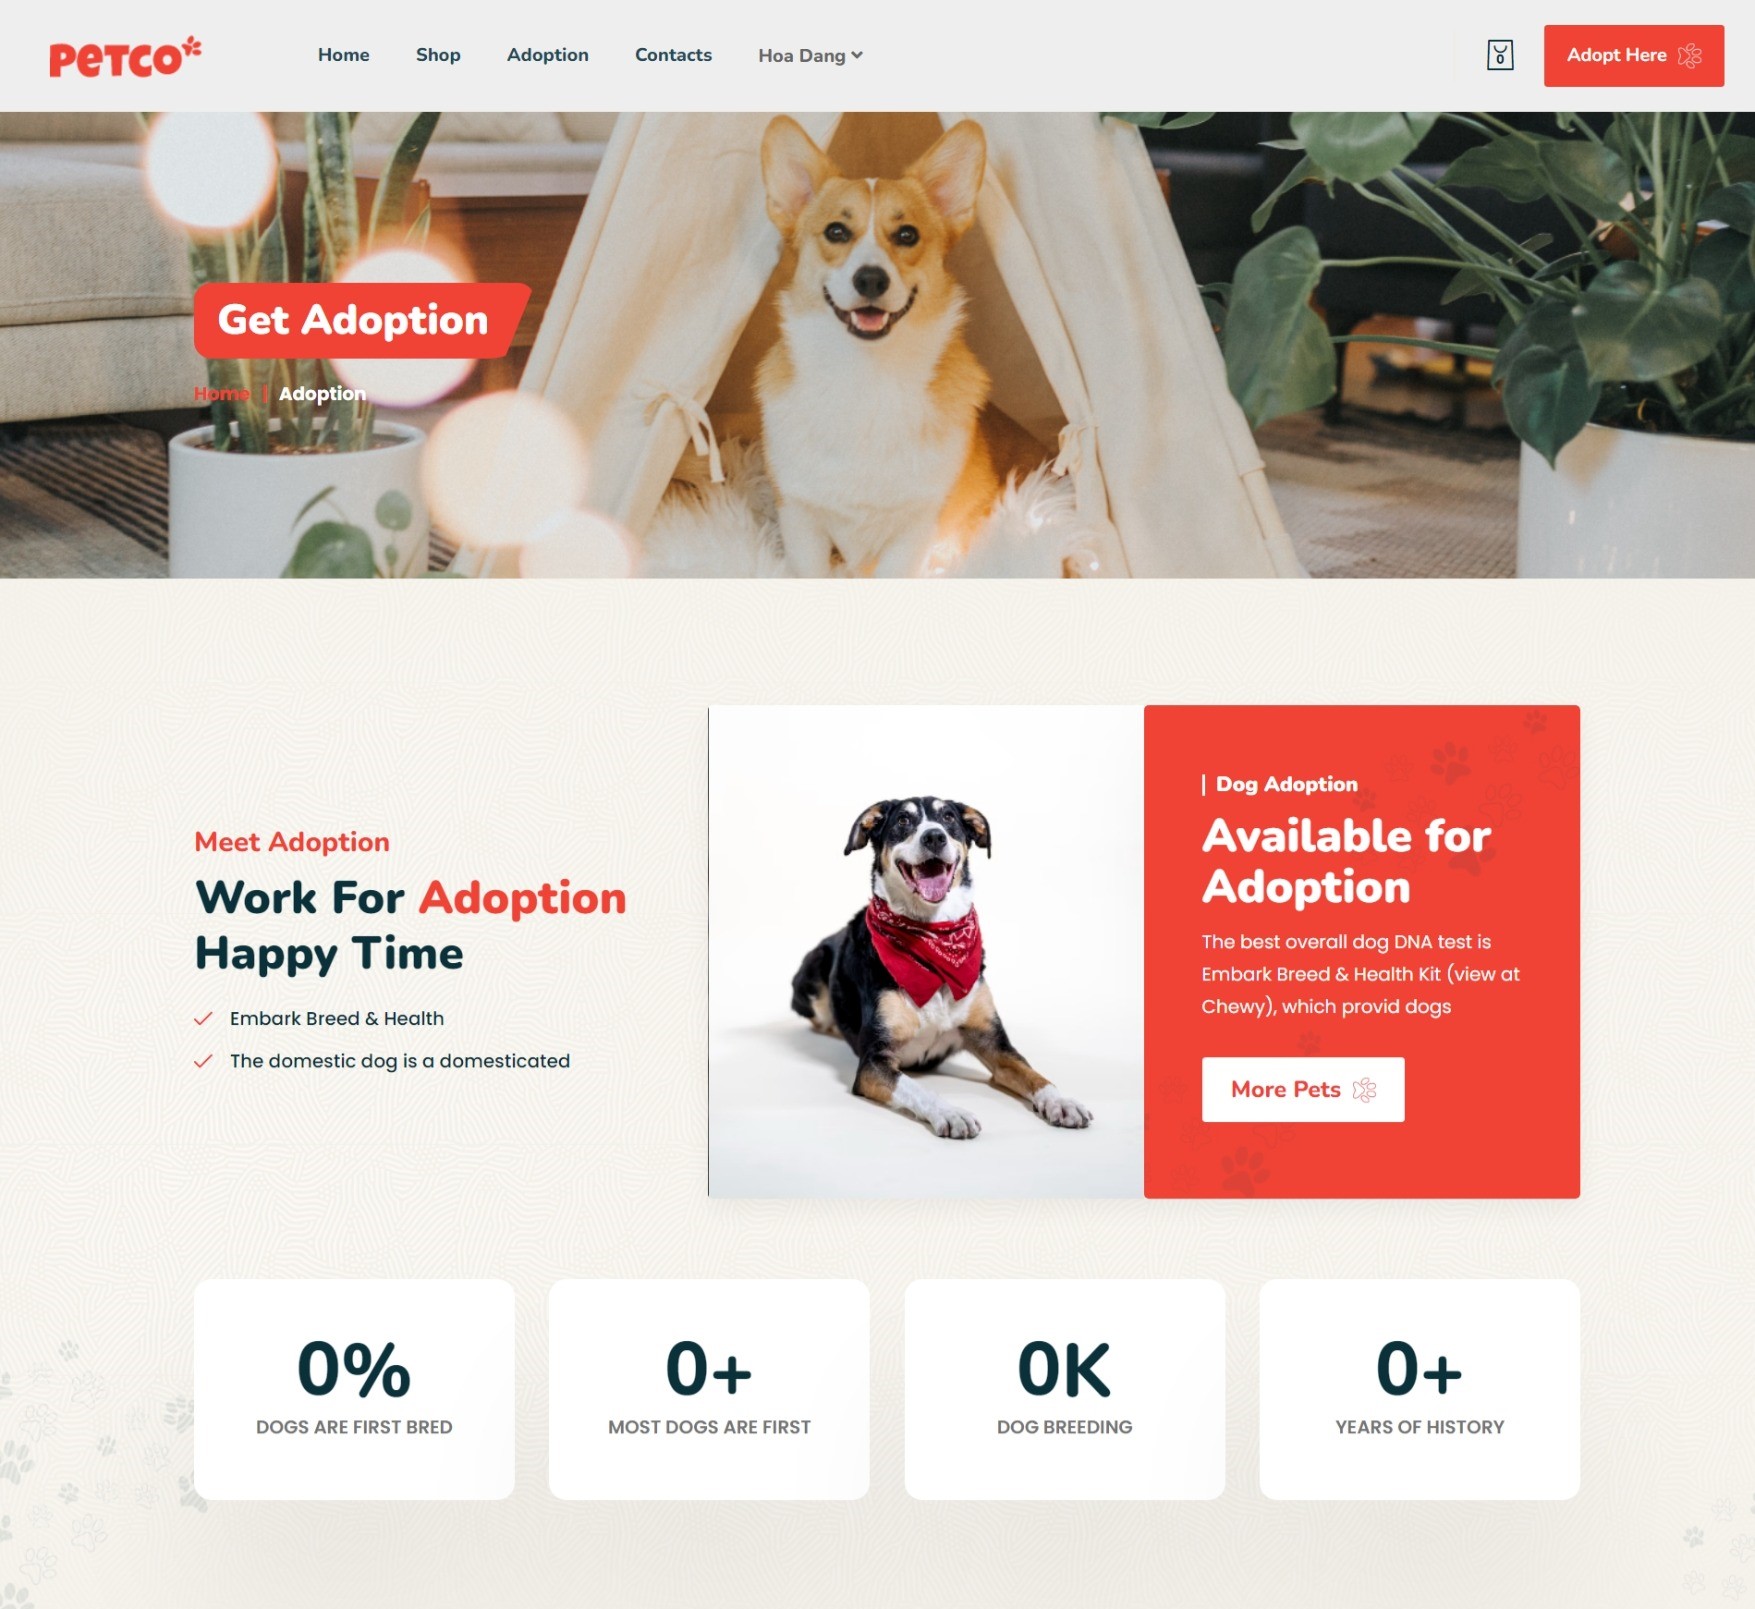 PETCO
Home
Shop
Adoption
Contacts
Hoa Dang
0
Adopt Here
Get Adoption
Home | Adoption
Meet Adoption
Work For Adoption
Happy Time
Embark Breed & Health
The domestic dog is a domesticated
| Dog Adoption
Available for
Adoption
The best overall dog DNA test is
Embark Breed & Health Kit (view at
Chewy), which provid dogs
More Pets
0%
DOGS ARE FIRST BRED
0+
MOST DOGS ARE FIRST
0K
DOG BREEDING
0+
YEARS OF HISTORY